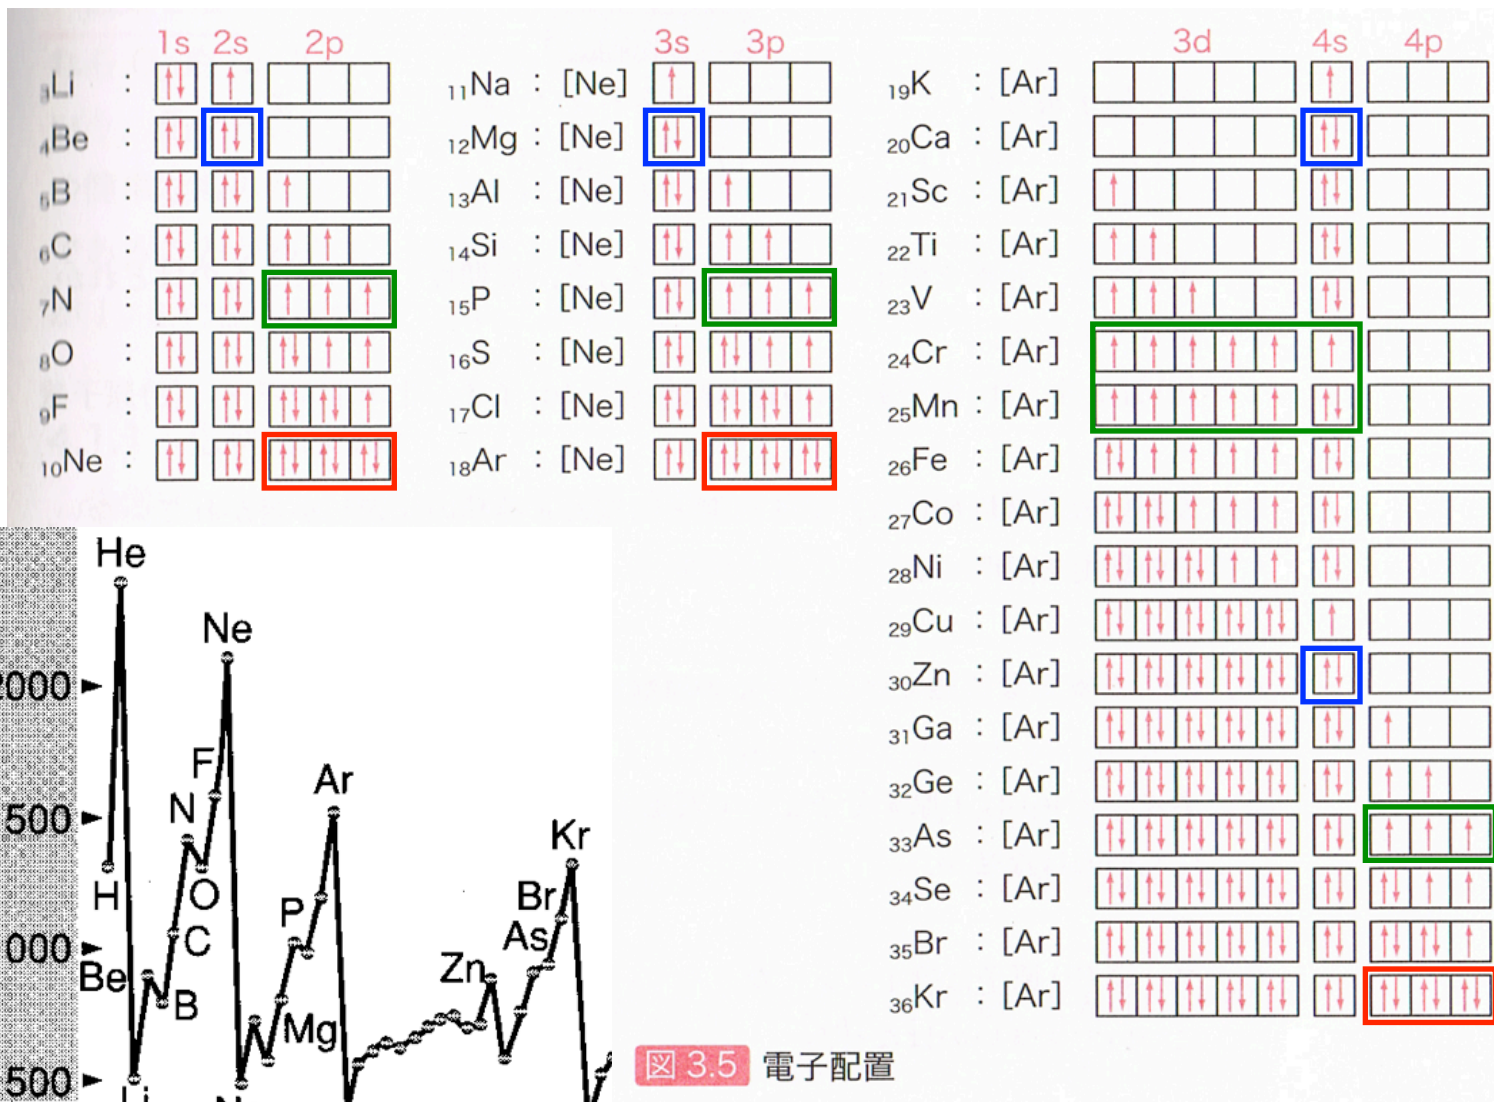 1s 2s 2p 3s 3p 3d 4s 4p
3Li : 11Na : [Ne] 19K : [Ar]
4Be : 12Mg : [Ne] 20Ca : [Ar]
5B : 13Al : [Ne] 21Sc : [Ar]
6C : 14Si : [Ne] 22Ti : [Ar]
7N : 15P : [Ne] 23V : [Ar]
8O : 16S : [Ne] 24Cr : [Ar]
9F : 17Cl : [Ne] 25Mn : [Ar]
10Ne : 18Ar : [Ne] 26Fe : [Ar]
27Co : [Ar]
28Ni : [Ar]
29Cu : [Ar]
30Zn : [Ar]
31Ga : [Ar]
32Ge : [Ar]
33As : [Ar]
34Se : [Ar]
35Br : [Ar]
36Kr : [Ar]
He
Ne
2000
F
Ar
N
500
Kr
H
O
Br
P
C
As
000
Zn
Be
B
Mg
500
Li
図 3.5 電子配置